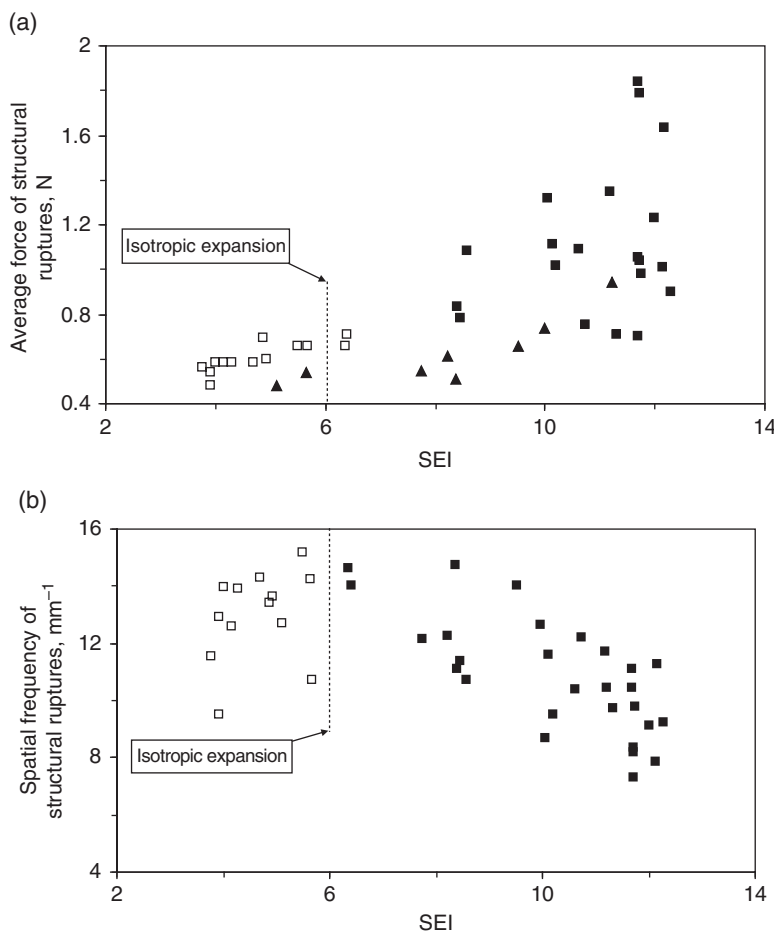 (a)
2
1.6
1.2
0.8
0.4
Average force of structural
ruptures, N
Isotropic expansion
2
6
10
14
SEI
(b)
16
12
8
4
Spatial frequency of
structural ruptures, mm⁻¹
Isotropic expansion
2
6
10
14
SEI